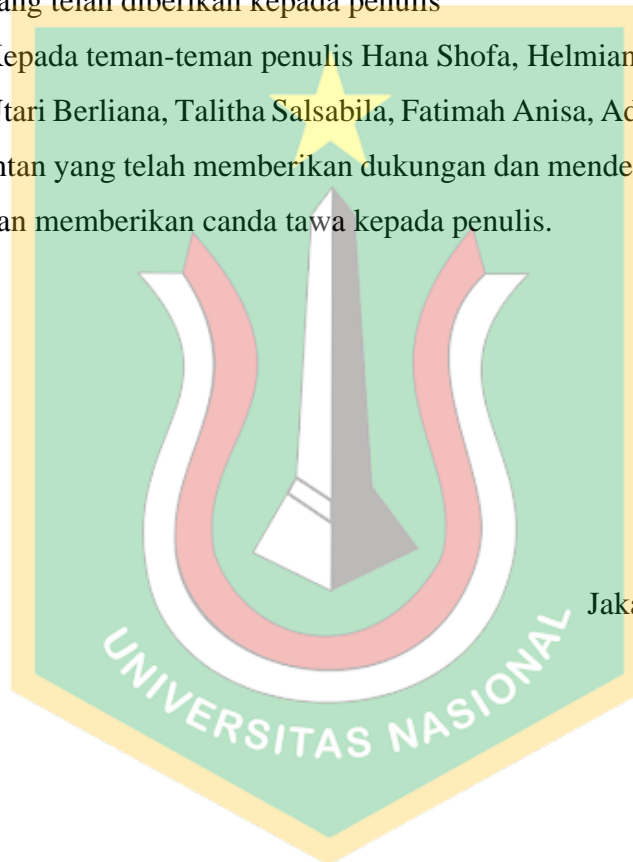 ang telah diberikan kepada penulis
Kepada teman-teman penulis Hana Shofa, Helmian
Utari Berliana, Talitha Salsabila, Fatimah Anisa, Ad
ntan yang telah memberikan dukungan dan mende
an memberikan canda tawa kepada penulis.
Jaka
UNIVERSITAS NASIONAL